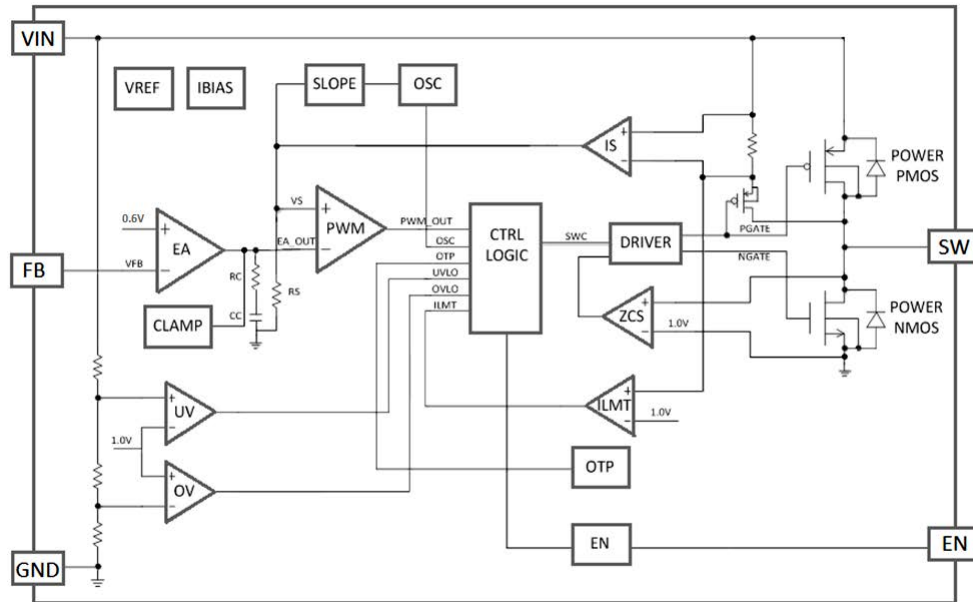 VIN
VREF
IBIAS
SLOPE
OSC
IS
+
−
POWER
PMOS
0.6V
+
EA
−
VFB
FB
VS
+
PWM
−
EA_OUT
PWM_OUT
OSC
OTP
UVLO
OVLO
ILMT
CTRL
LOGIC
SWC
DRIVER
PGATE
NGATE
SW
RC
CC
RS
CLAMP
ZCS
+
−
1.0V
POWER
NMOS
+
UV
−
1.0V
+
OV
−
+
ILMT
−
1.0V
OTP
EN
EN
GND